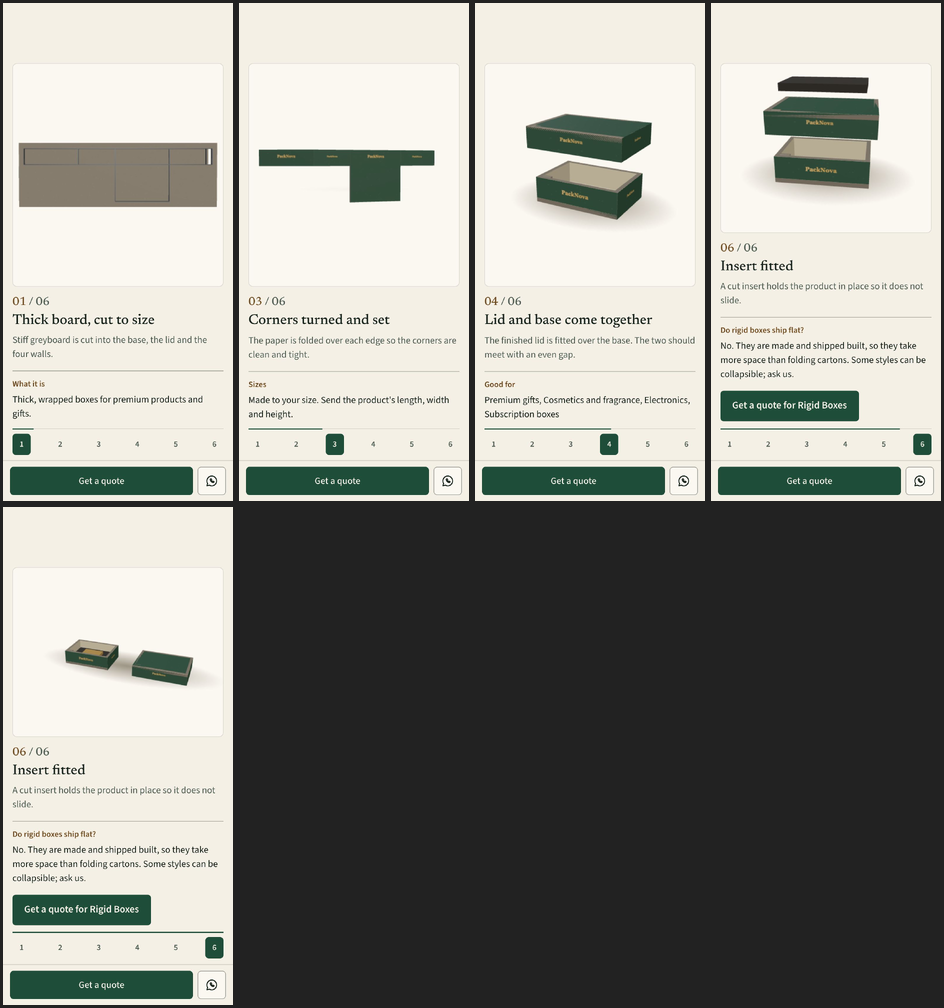 01 / 06
Thick board, cut to size
Stiff greyboard is cut into the base, the lid and the
four walls.
What it is
Thick, wrapped boxes for premium products and
gifts.
1 2 3 4 5 6
Get a quote
PackNova PackNova
03 / 06
Corners turned and set
The paper is folded over each edge so the corners are
clean and tight.
Sizes
Made to your size. Send the product's length, width
and height.
1 2 3 4 5 6
Get a quote
PackNova
PackNova
04 / 06
Lid and base come together
The finished lid is fitted over the base. The two should
meet with an even gap.
Good for
Premium gifts, Cosmetics and fragrance, Electronics,
Subscription boxes
1 2 3 4 5 6
Get a quote
PackNova
PackNova
06 / 06
Insert fitted
A cut insert holds the product in place so it does not
slide.
Do rigid boxes ship flat?
No. They are made and shipped built, so they take
more space than folding cartons. Some styles can be
collapsible; ask us.
Get a quote for Rigid Boxes
1 2 3 4 5 6
Get a quote
PackNova
PackNova
06 / 06
Insert fitted
A cut insert holds the product in place so it does not
slide.
Do rigid boxes ship flat?
No. They are made and shipped built, so they take
more space than folding cartons. Some styles can be
collapsible; ask us.
Get a quote for Rigid Boxes
1 2 3 4 5 6
Get a quote